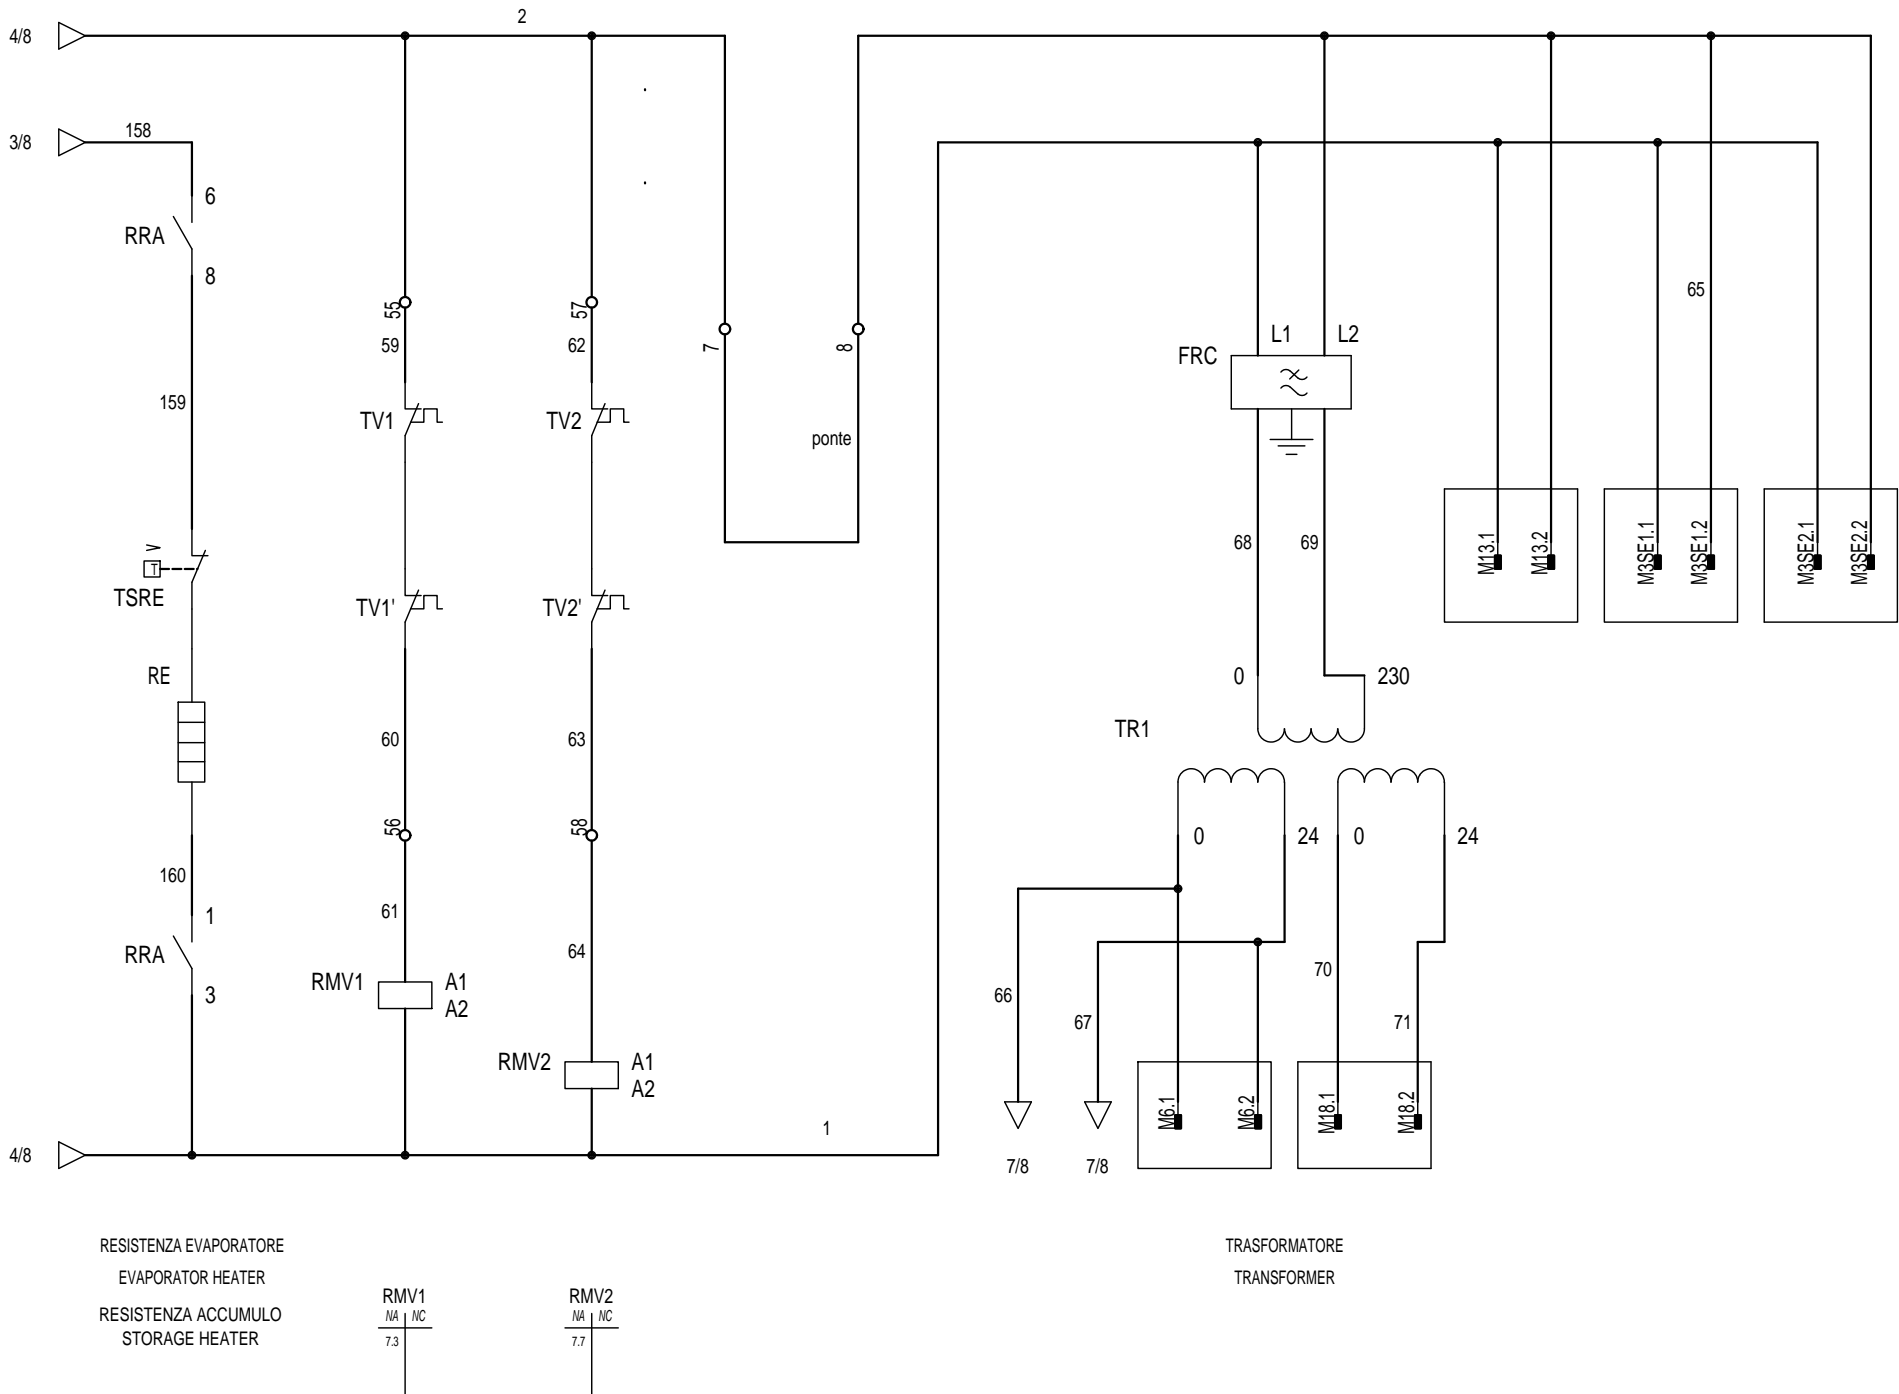 2
4/8
158
3/8
6
RRA
8
65
55
57
59
62
7
8
L1
L2
FRC
159
TV1
TV2
ponte
V
T
TSRE
TV1'
TV2'
68
69
M13.1
M13.2
M3SE1.1
M3SE1.2
M3SE2.1
M3SE2.2
RE
0
230
TR1
60
63
56
58
0
24
0
24
160
61
1
RRA
3
64
RMV1
A1
A2
66
67
70
71
RMV2
A1
A2
1
4/8
7/8
7/8
M6.1
M6.2
M18.1
M18.2
RESISTENZA EVAPORATORE
EVAPORATOR HEATER
RESISTENZA ACCUMULO
STORAGE HEATER
RMV1
NA NC
7.3
RMV2
NA NC
7.7
TRASFORMATORE
TRANSFORMER